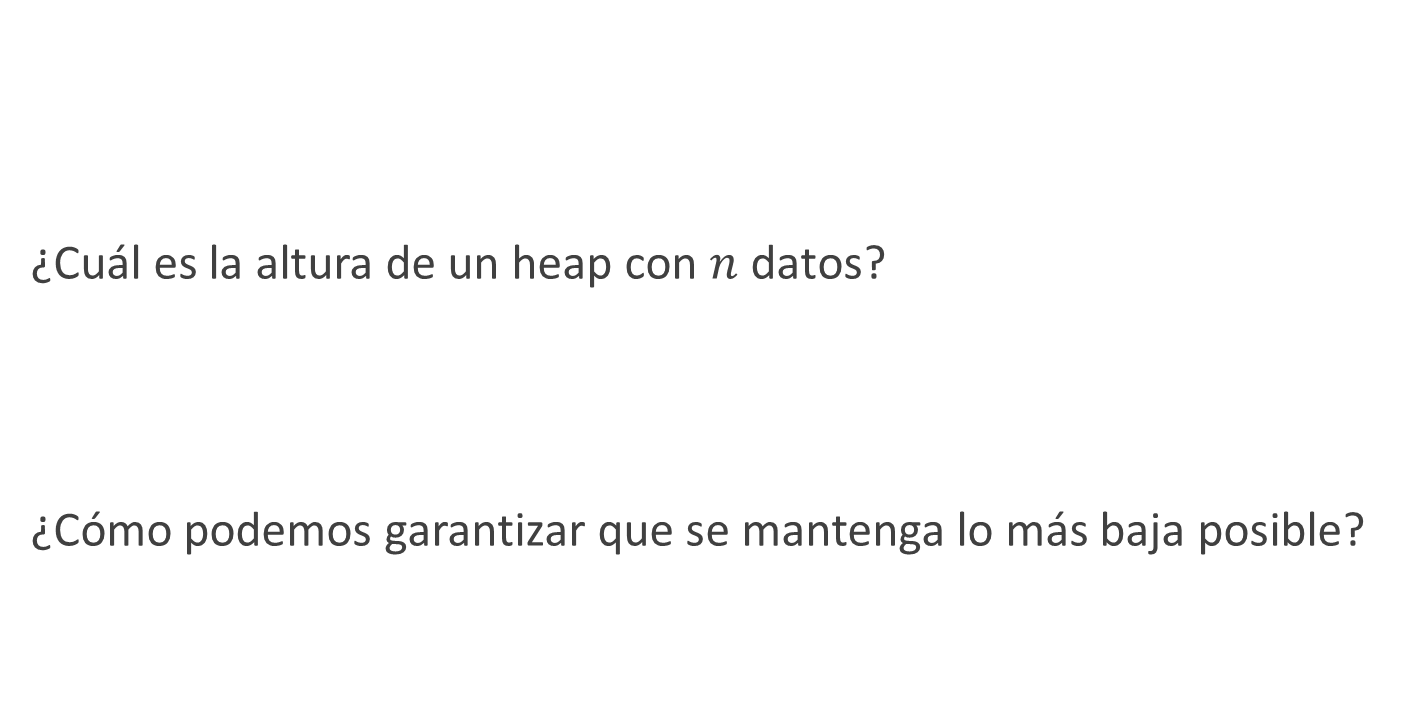 ¿Cuál es la altura de un heap con n datos?
¿Cómo podemos garantizar que se mantenga lo más baja posible?